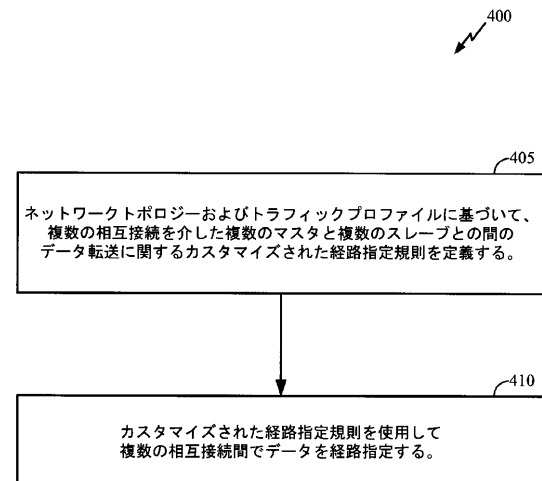 400
405
ネットワークトポロジーおよびトラフィックプロファイルに基づいて、
複数の相互接続を介した複数のマスタと複数のスレーブとの間の
データ転送に関するカスタマイズされた経路指定規則を定義する。
410
カスタマイズされた経路指定規則を使用して
複数の相互接続間でデータを経路指定する。